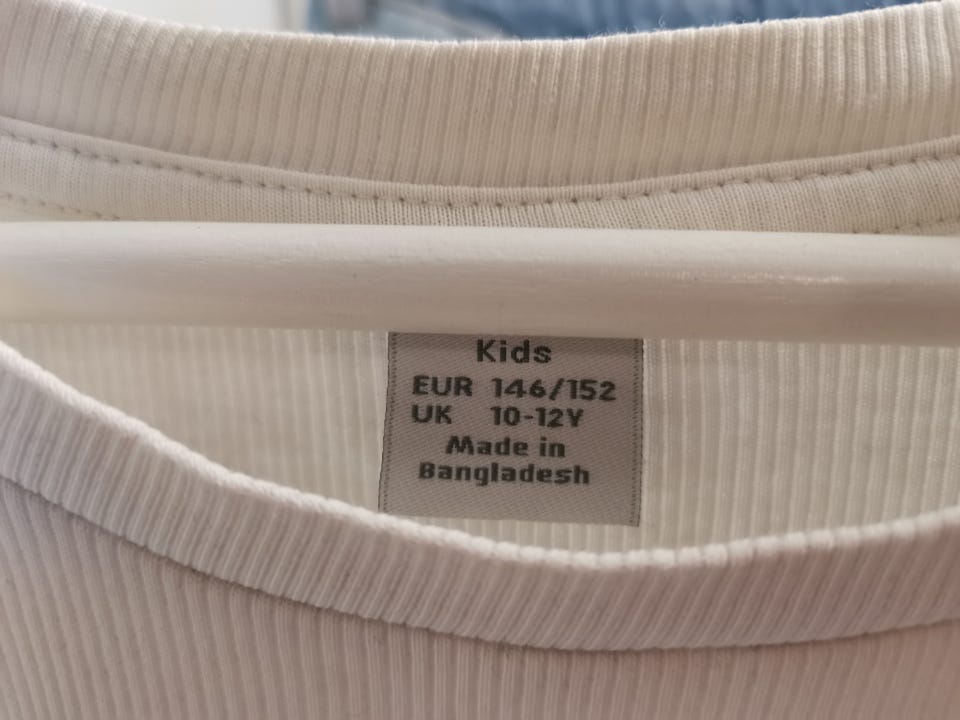 Kids
EUR 146/152
UK 10-12Y
Made in
Bangladesh